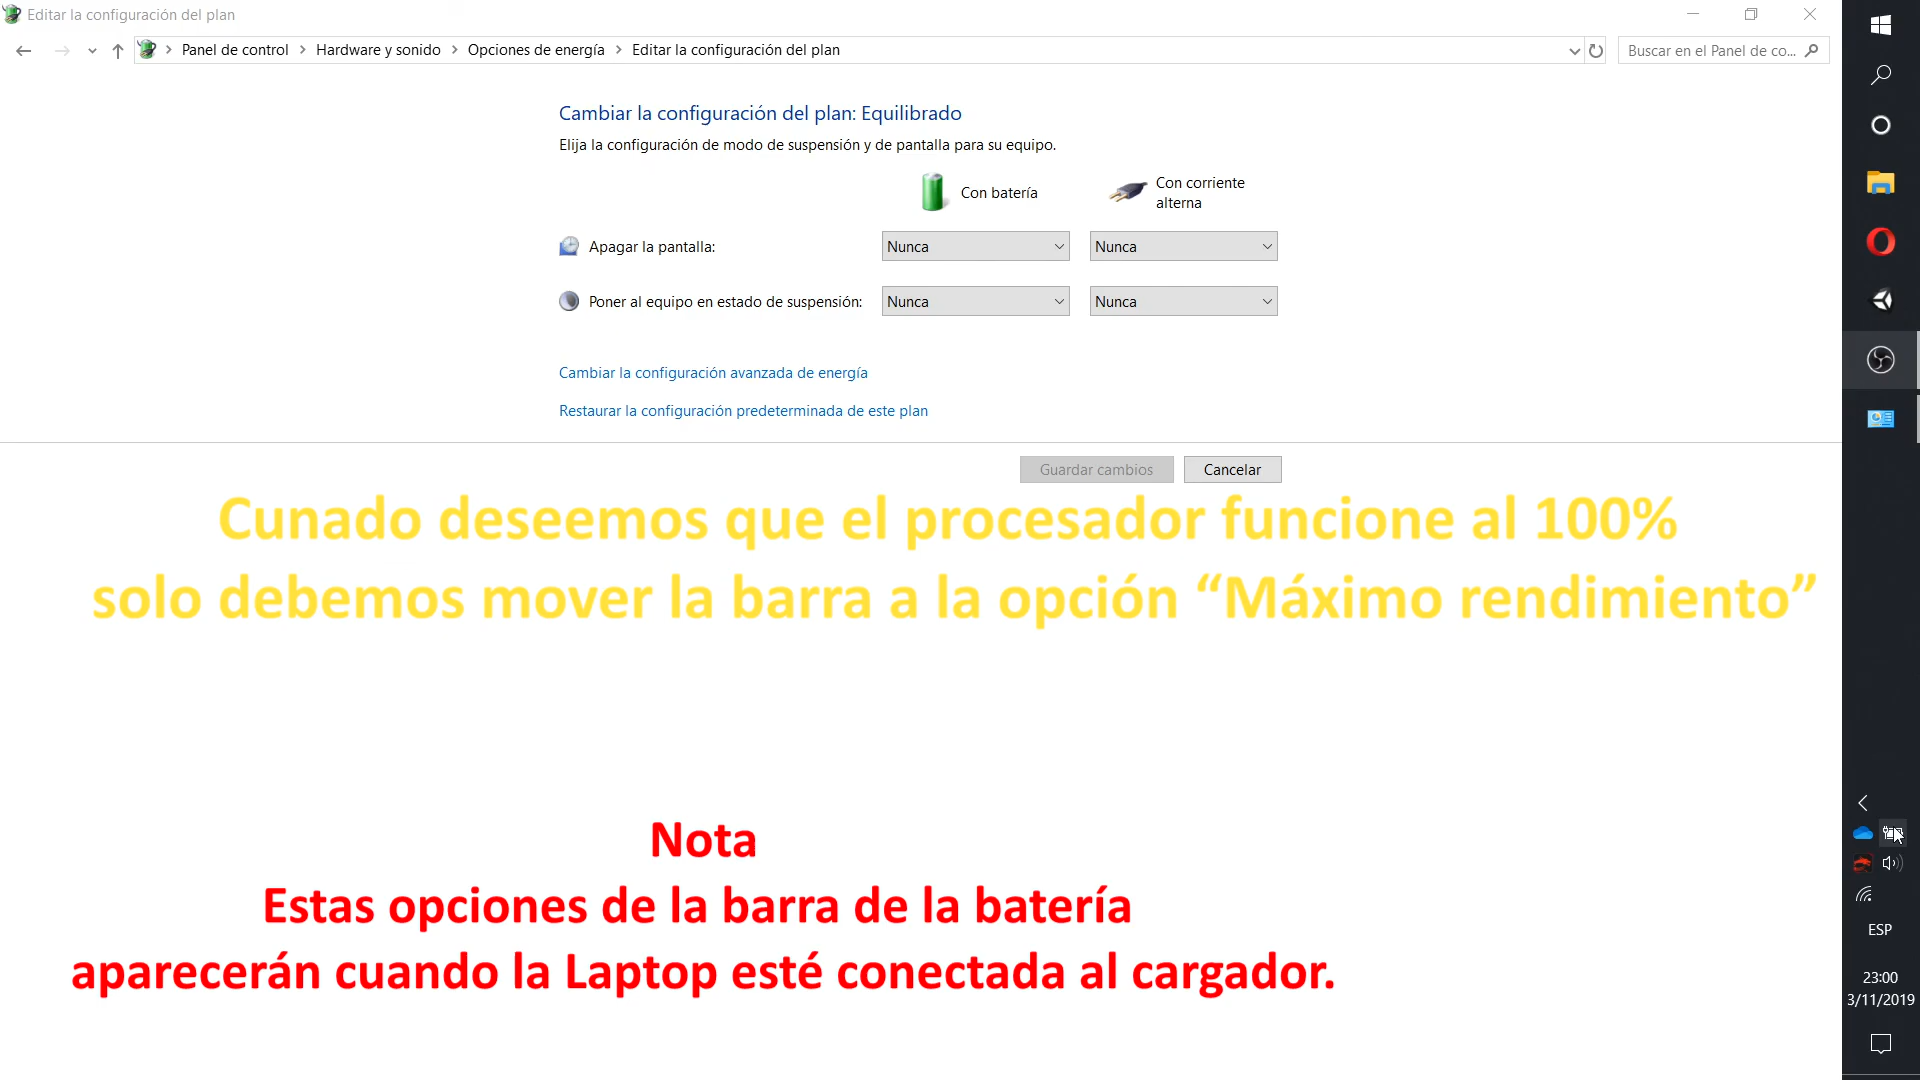 Editar la configuración del plan
Panel de control > Hardware y sonido > Opciones de energía > Editar la configuración del plan
Buscar en el Panel de co...
Cambiar la configuración del plan: Equilibrado
Elija la configuración de modo de suspensión y de pantalla para su equipo.
Con batería
Con corriente
alterna
Apagar la pantalla: Nunca Nunca
Poner al equipo en estado de suspensión: Nunca Nunca
Cambiar la configuración avanzada de energía
Restaurar la configuración predeterminada de este plan
Guardar cambios Cancelar
Cunado deseemos que el procesador funcione al 100%
solo debemos mover la barra a la opción “Máximo rendimiento”
Nota
Estas opciones de la barra de la batería
aparecerán cuando la Laptop esté conectada al cargador.
ESP
23:00
3/11/2019